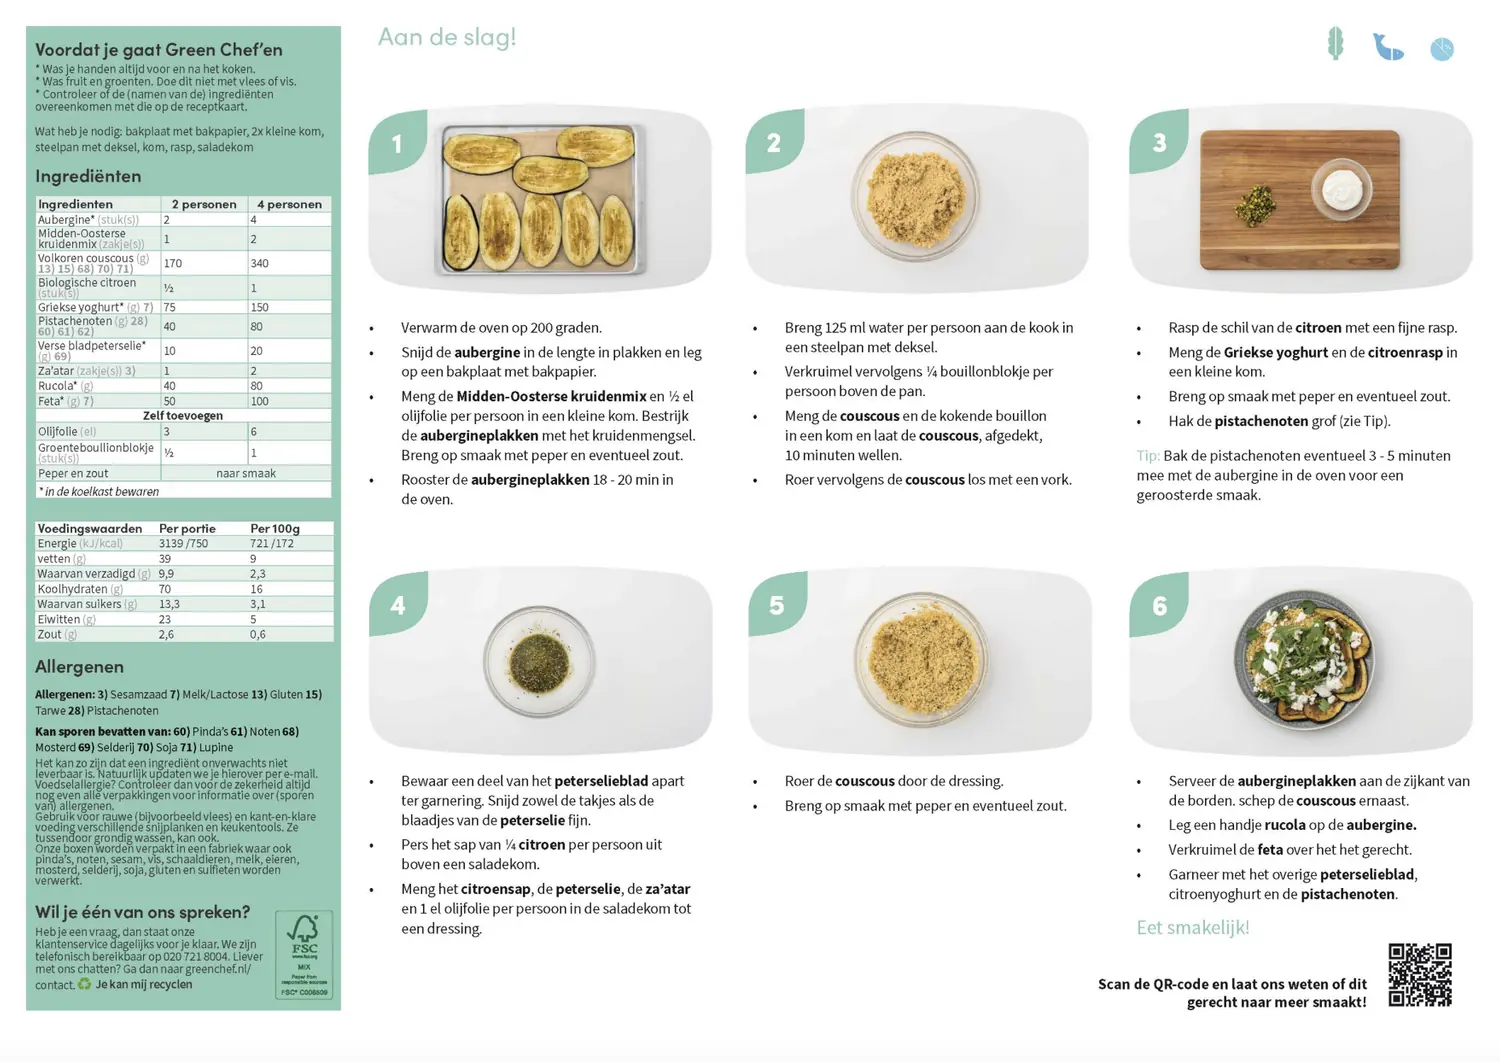 Voordat je gaat Green Chef'en
* Was je handen altijd voor en na het koken.
* Was fruit en groenten. Doe dit niet met vlees of vis.
* Controleer of de (namen van de) ingrediënten
overeenkomen met die op de receptkaart.
Wat heb je nodig: bakplaat met bakpapier, 2x kleine kom,
steelpan met deksel, kom, rasp, saladekom
Ingrediënten
Ingredienten 2 personen 4 personen
Aubergine* (stuk(s)) 2 4
Midden-Oosterse
kruidenmix (zakje(s)) 1 2
Volkoren couscous (g)
13) 15) 68) 70) 71) 170 340
Biologische citroen
(stuk(s)) ½ 1
Griekse yoghurt* (g) 7) 75 150
Pistachenoten (g) 28)
60) 61) 62) 40 80
Verse bladpeterselie*
(g) 69) 10 20
Za'atar (zakje(s)) 3) 1 2
Rucola* (g) 40 80
Feta* (g) 7) 50 100
Zelf toevoegen
Olijfolie (el) 3 6
Groenteboullionblokje
(stuk(s)) ½ 1
Peper en zout naar smaak
* in de koelkast bewaren
Voedingswaarden Per portie Per 100g
Energie (kJ/kcal) 3139 /750 721 /172
vetten (g) 39 9
Waarvan verzadigd (g) 9,9 2,3
Koolhydraten (g) 70 16
Waarvan suikers (g) 13,3 3,1
Eiwitten (g) 23 5
Zout (g) 2,6 0,6
Allergenen
Allergenen: 3) Sesamzaad 7) Melk/Lactose 13) Gluten 15)
Tarwe 28) Pistachenoten
Kan sporen bevatten van: 60) Pinda's 61) Noten 68)
Mosterd 69) Selderij 70) Soja 71) Lupine
Het kan zo zijn dat een ingrediënt onverwachts niet
leverbaar is. Natuurlijk updaten we je hierover per e-mail.
Voedselallergie? Controleer dan voor de zekerheid altijd
nog even alle verpakkingen voor informatie over (sporen
van) allergenen.
Gebruik voor rauwe (bijvoorbeeld vlees) en kant-en-klare
voeding verschillende snijplanken en keukentools. Ze
tussendoor grondig wassen, kan ook.
Onze boxen worden verpakt in een fabriek waar ook
pinda's, noten, sesam, vis, schaaldieren, melk, eieren,
mosterd, selderij, soja, gluten en sulfieten worden
verwerkt.
Wil je één van ons spreken?
Heb je een vraag, dan staat onze
klantenservice dagelijks voor je klaar. We zijn
telefonisch bereikbaar op 020 721 8004. Liever
met ons chatten? Ga dan naar greenchef.nl/
contact. Je kan mij recyclen
FSC
www.fsc.org
MIX
Paper from
responsible sources
FSC® C008809
Aan de slag!
1
• Verwarm de oven op 200 graden.
• Snijd de aubergine in de lengte in plakken en leg
op een bakplaat met bakpapier.
• Meng de Midden-Oosterse kruidenmix en ½ el
olijfolie per persoon in een kleine kom. Bestrijk
de aubergineplakken met het kruidenmengsel.
Breng op smaak met peper en eventueel zout.
• Rooster de aubergineplakken 18 - 20 min in
de oven.
2
• Breng 125 ml water per persoon aan de kook in
een steelpan met deksel.
• Verkruimel vervolgens ¼ bouillonblokje per
persoon boven de pan.
• Meng de couscous en de kokende bouillon
in een kom en laat de couscous, afgedekt,
10 minuten wellen.
• Roer vervolgens de couscous los met een vork.
3
• Rasp de schil van de citroen met een fijne rasp.
• Meng de Griekse yoghurt en de citroenrasp in
een kleine kom.
• Breng op smaak met peper en eventueel zout.
• Hak de pistachenoten grof (zie Tip).
Tip: Bak de pistachenoten eventueel 3 - 5 minuten
mee met de aubergine in de oven voor een
geroosterde smaak.
4
• Bewaar een deel van het peterselieblad apart
ter garnering. Snijd zowel de takjes als de
blaadjes van de peterselie fijn.
• Pers het sap van ¼ citroen per persoon uit
boven een saladekom.
• Meng het citroensap, de peterselie, de za'atar
en 1 el olijfolie per persoon in de saladekom tot
een dressing.
5
• Roer de couscous door de dressing.
• Breng op smaak met peper en eventueel zout.
6
• Serveer de aubergineplakken aan de zijkant van
de borden. schep de couscous ernaast.
• Leg een handje rucola op de aubergine.
• Verkruimel de feta over het het gerecht.
• Garneer met het overige peterselieblad,
citroenyoghurt en de pistachenoten.
Eet smakelijk!
Scan de QR-code en laat ons weten of dit
gerecht naar meer smaakt!